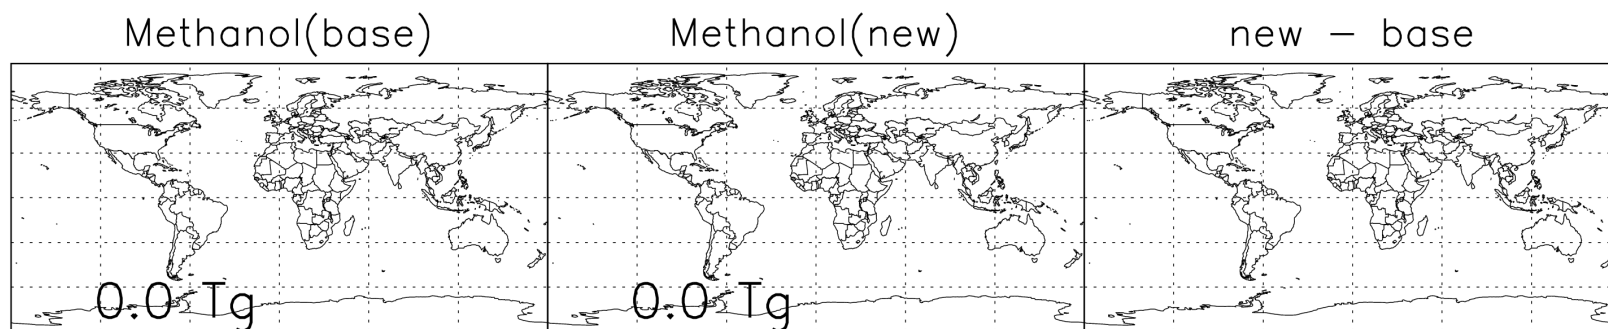 Methanol(base)
Methanol(new)
new - base
0.0 Tg
0.0 Tg